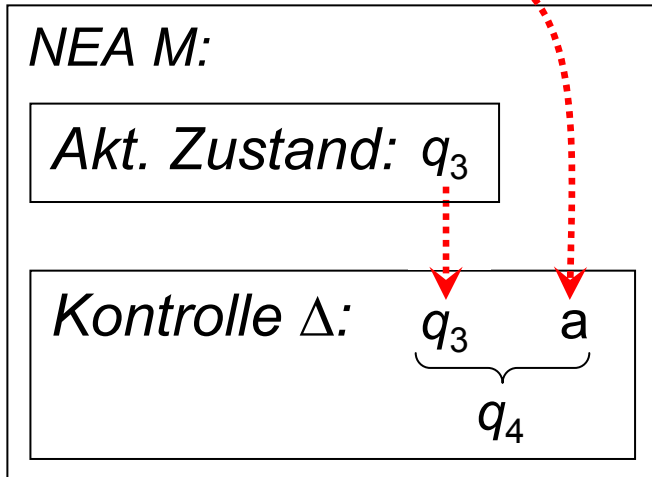 NEA M:
Akt. Zustand: q₃
Kontrolle Δ: q₃ a
q₄